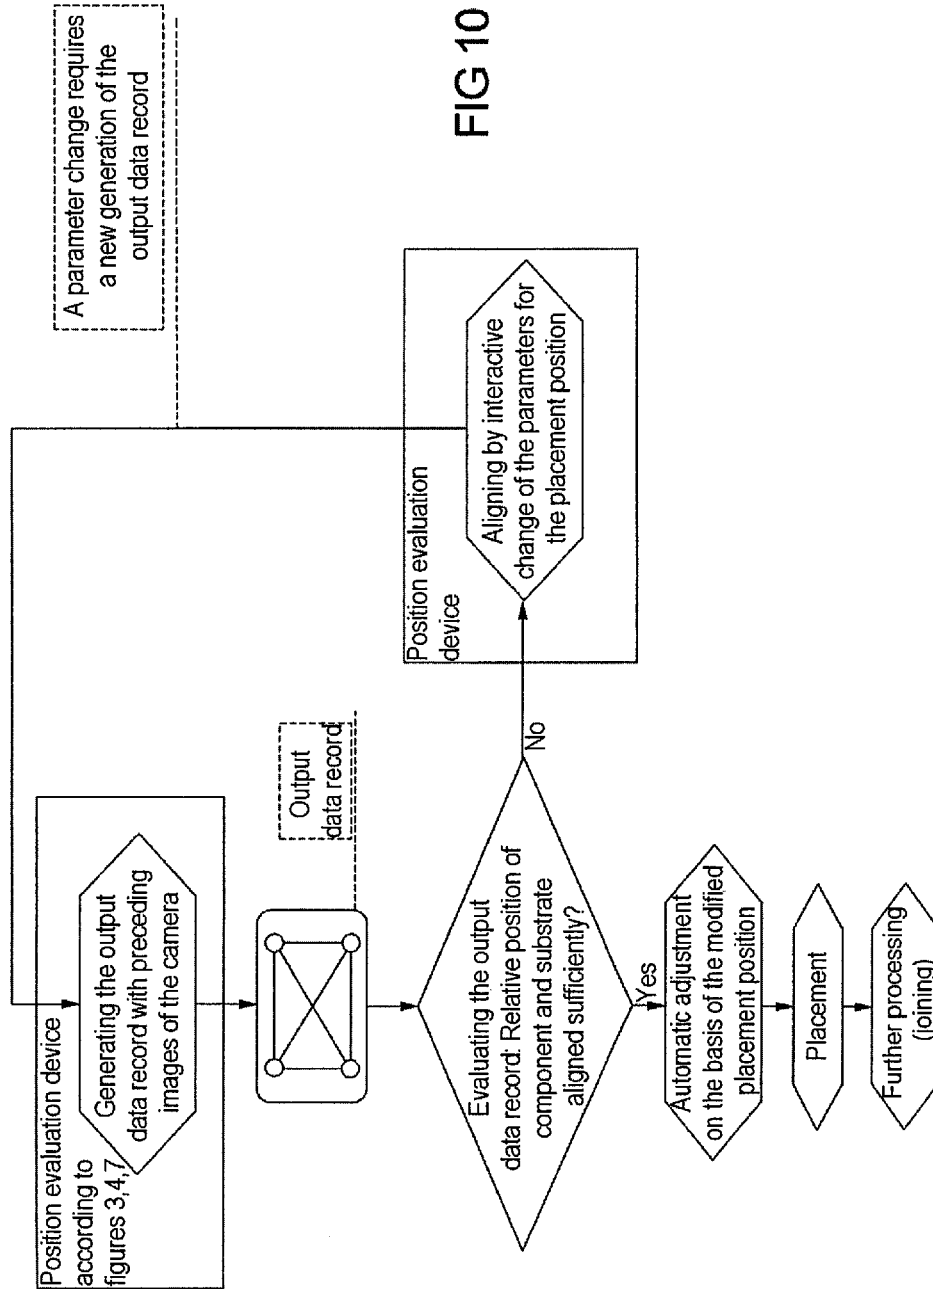 FIG 10
A parameter change requires
a new generation of the
output data record
Position evaluation device
according to
figures 3,4,7
Generating the output
data record with preceding
images of the camera
Output
data record
Evaluating the output
data record: Relative position of
component and substrate
aligned sufficiently?
No
Position evaluation
device
Aligning by interactive
change of the parameters for
the placement position
Yes
Automatic adjustment
on the basis of the modified
placement position
Placement
Further processing
(joining)